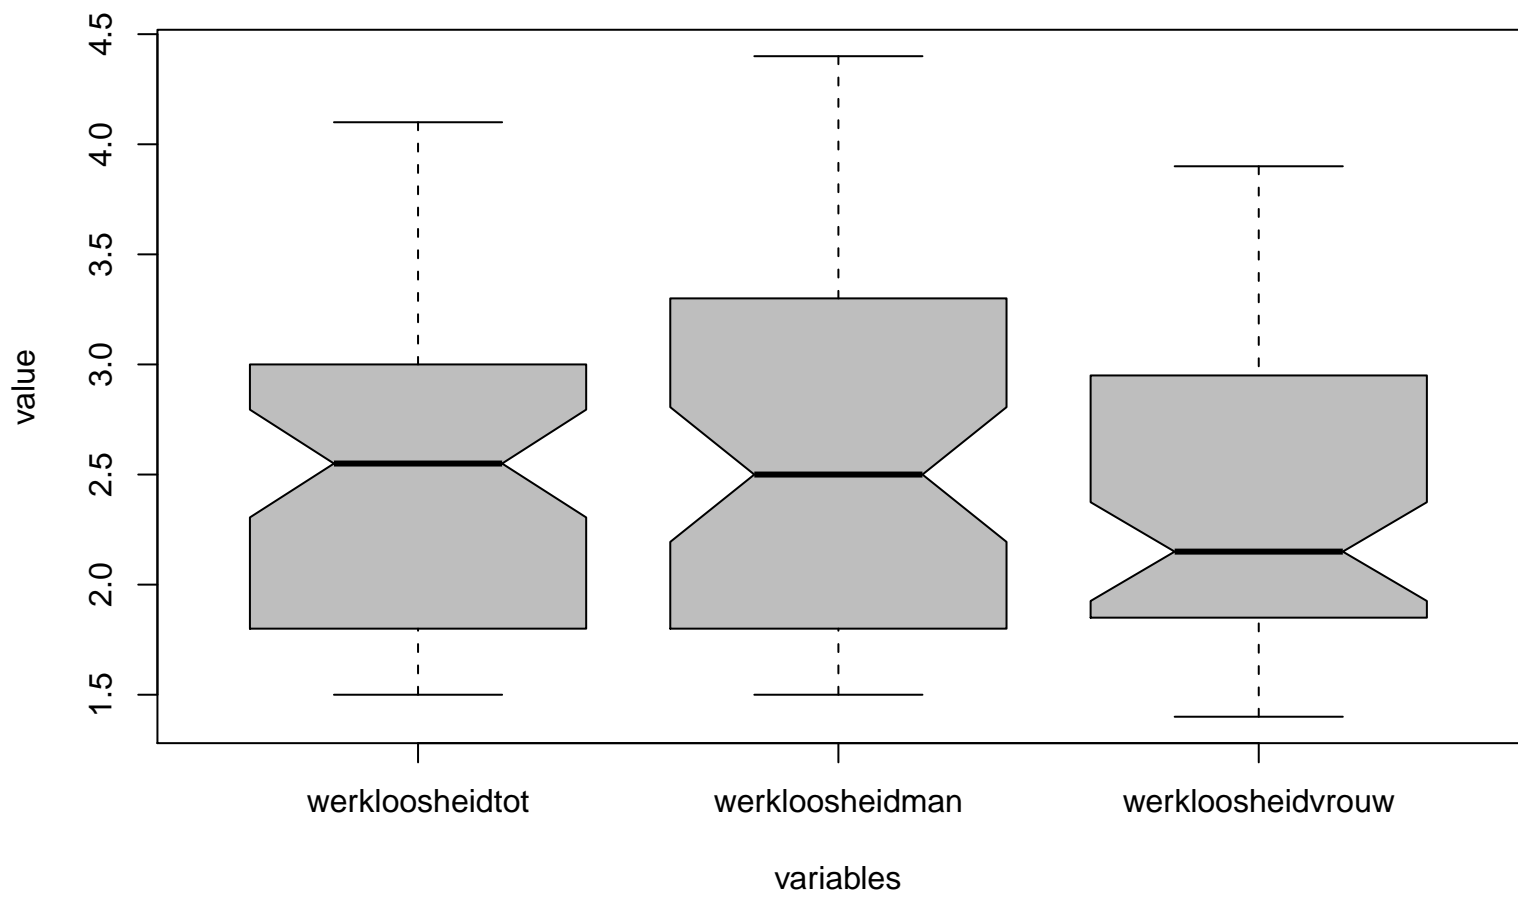 4.5
4.0
3.5
3.0
2.5
2.0
1.5
value
werkloosheidtot
werkloosheidman
werkloosheidvrouw
variables